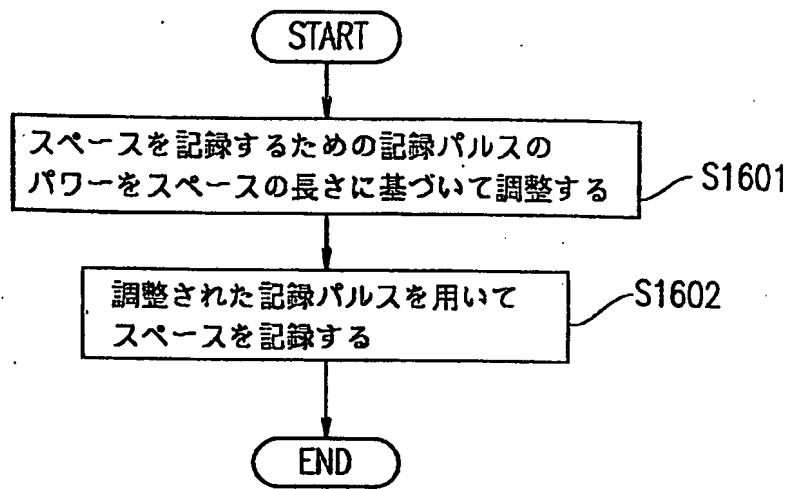 START
スペースを記録するための記録パルスの
パワーをスペースの長さに基づいて調整する
S1601
調整された記録パルスを用いて
スペースを記録する
S1602
END